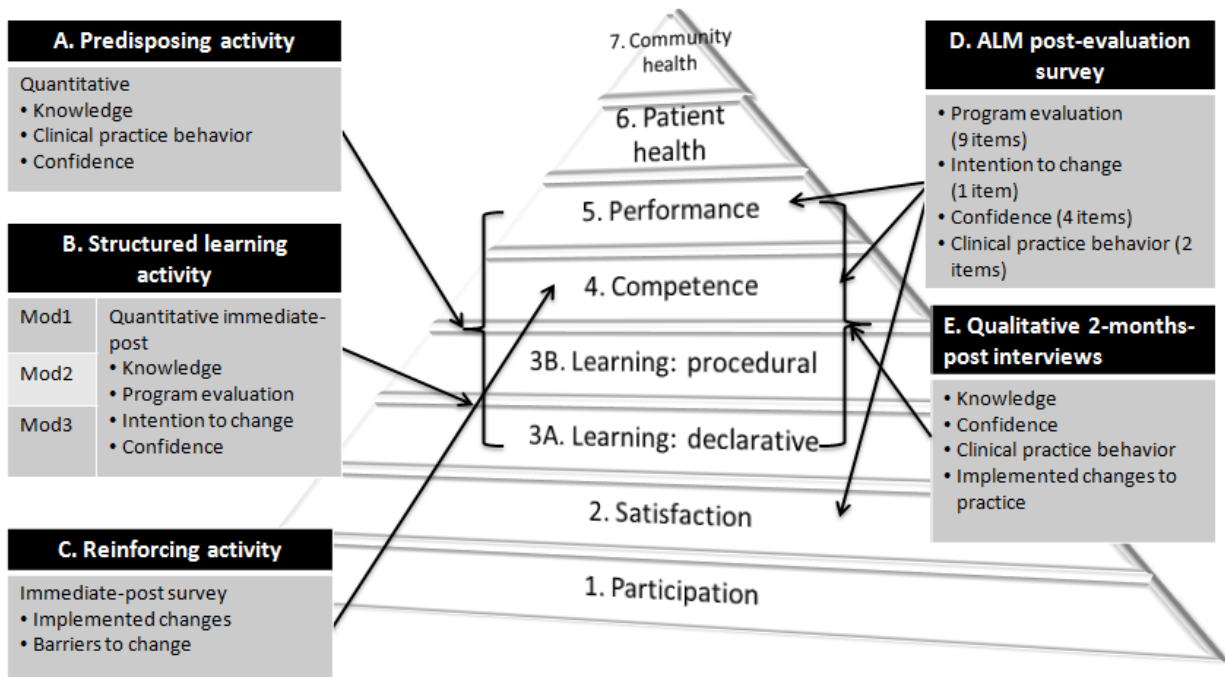 A. Predisposing activity
Quantitative
• Knowledge
• Clinical practice behavior
• Confidence
B. Structured learning
activity
Mod1
Mod2
Mod3
Quantitative immediate-
post
• Knowledge
• Program evaluation
• Intention to change
• Confidence
C. Reinforcing activity
Immediate-post survey
• Implemented changes
• Barriers to change
7. Community
health
6. Patient
health
5. Performance
4. Competence
3B. Learning: procedural
3A. Learning: declarative
2. Satisfaction
1. Participation
D. ALM post-evaluation
survey
• Program evaluation
(9 items)
• Intention to change
(1 item)
• Confidence (4 items)
• Clinical practice behavior (2
items)
E. Qualitative 2-months-
post interviews
• Knowledge
• Confidence
• Clinical practice behavior
• Implemented changes to
practice